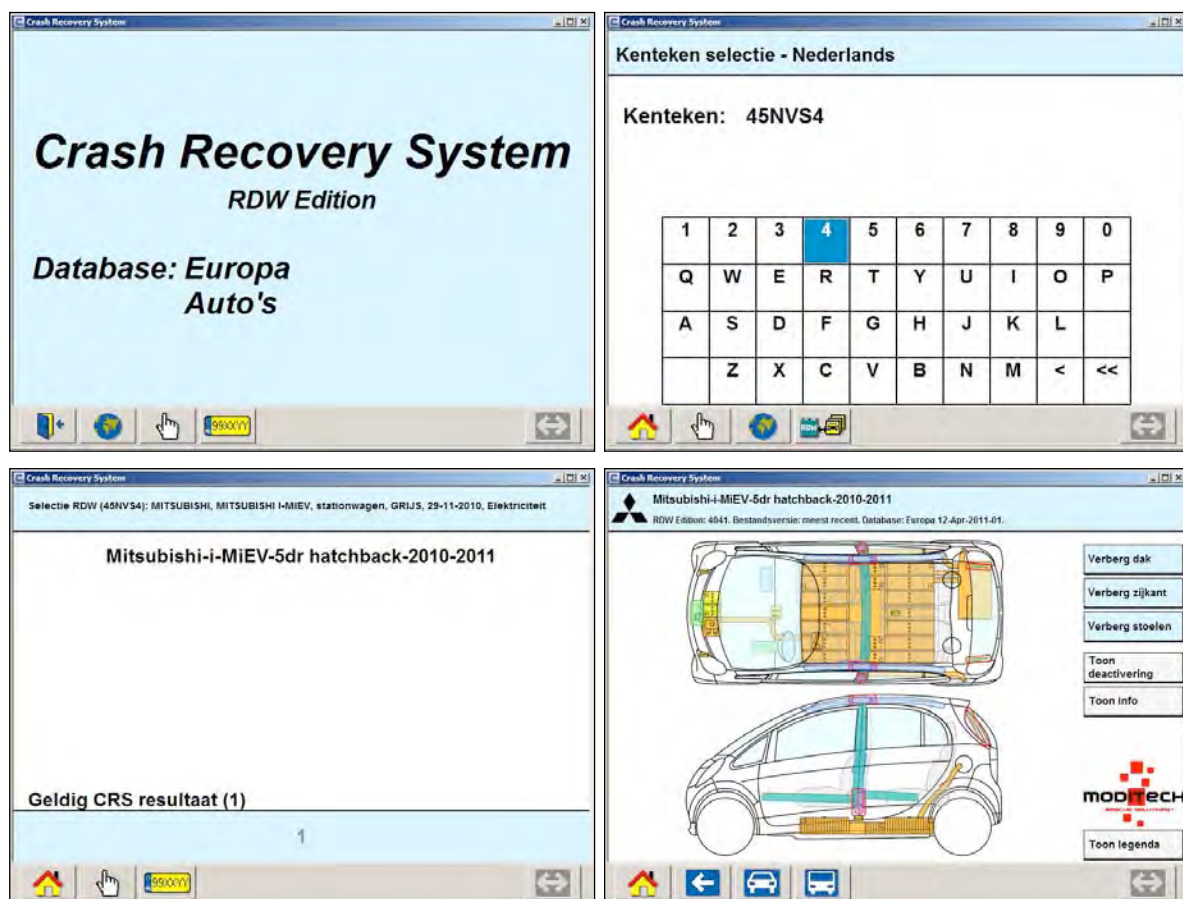 Crash Recovery System
Crash Recovery System
RDW Edition
Database: Europa
Auto's
99XXYY
Crash Recovery System
Kenteken selectie - Nederlands
Kenteken: 45NVS4
1 2 3 4 5 6 7 8 9 0
Q W E R T Y U I O P
A S D F G H J K L
Z X C V B N M < <<
RDW
Crash Recovery System
Selectie RDW (45NVS4): MITSUBISHI, MITSUBISHI I-MIEV, stationwagen, GRIJS, 29-11-2010, Elektriciteit
Mitsubishi-i-MiEV-5dr hatchback-2010-2011
Geldig CRS resultaat (1)
1
99XXYY
Crash Recovery System
Mitsubishi-i-MiEV-5dr hatchback-2010-2011
RDW Edition: 4041. Bestandsversie: meest recent. Database: Europa 12-Apr-2011-01.
Verberg dak
Verberg zijkant
Verberg stoelen
Toon
deactivering
Toon info
MODITECH
Toon legenda